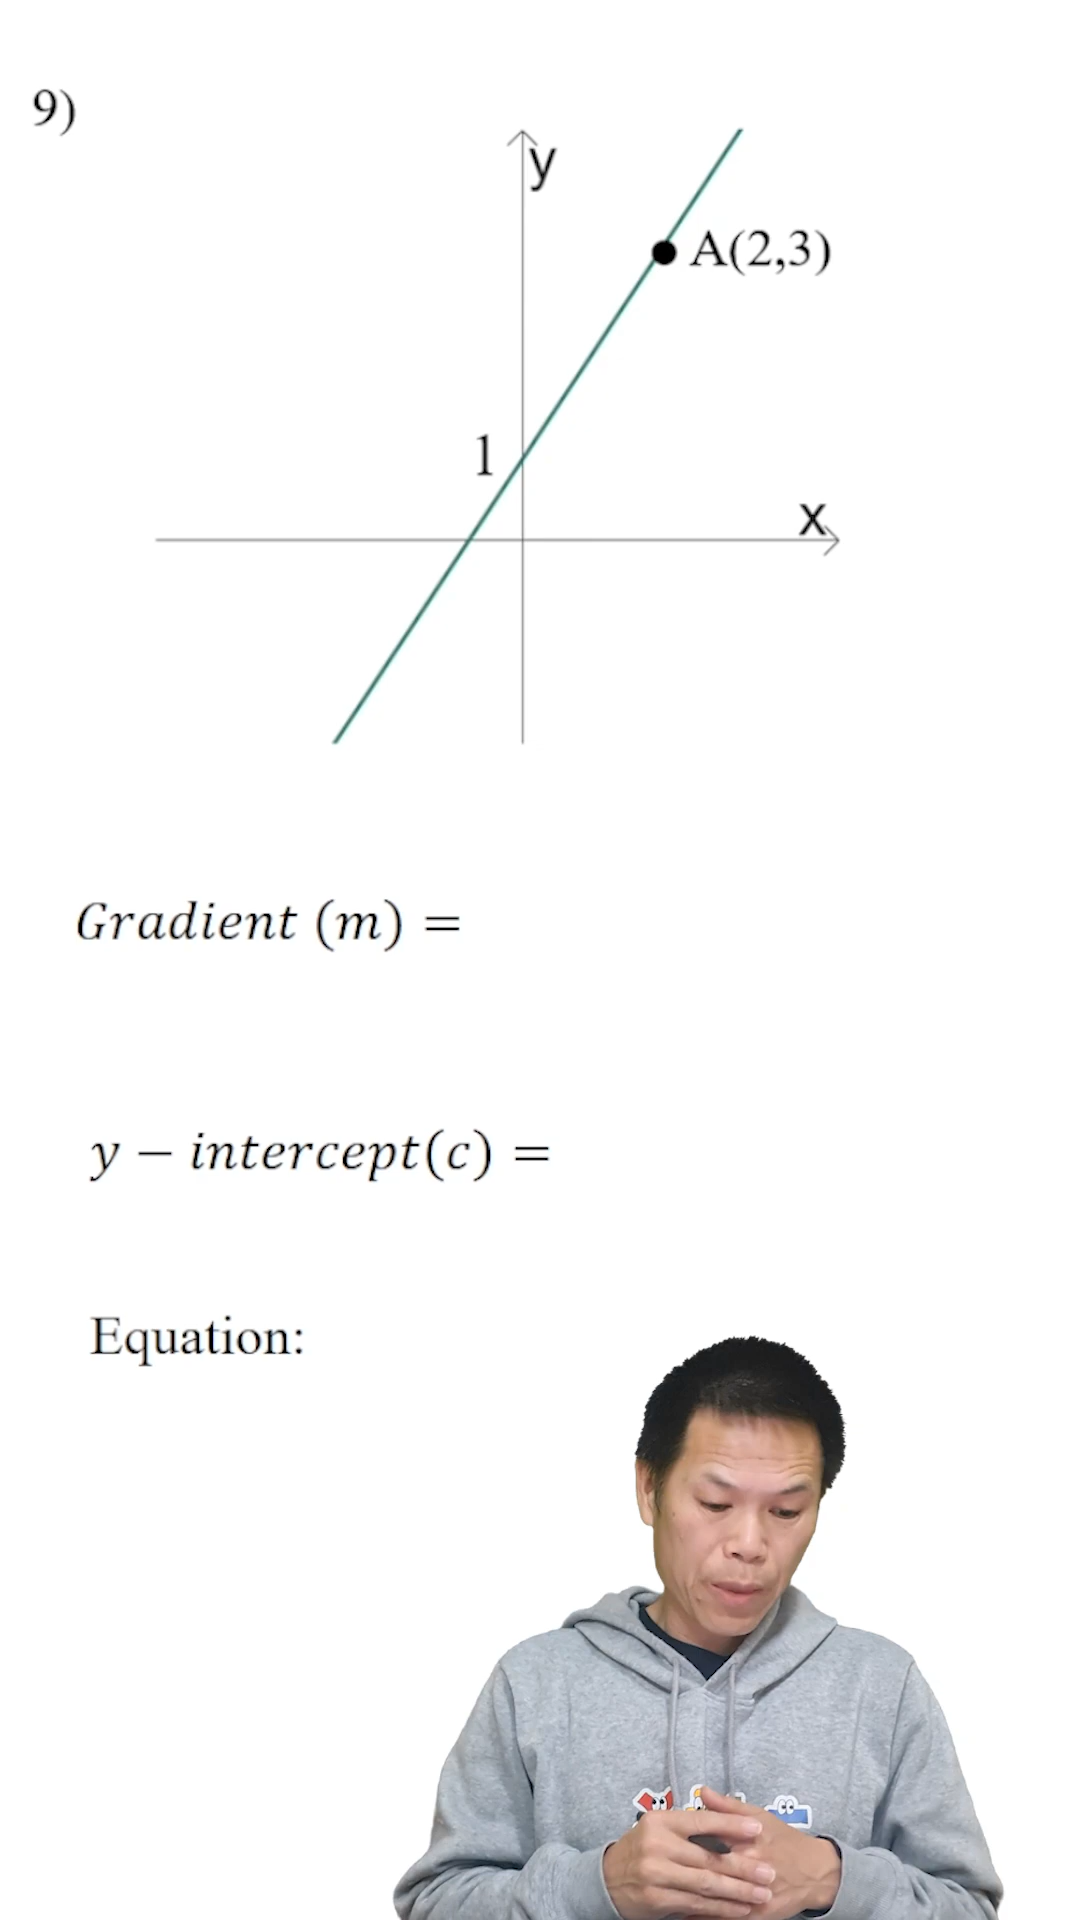 9)
y
A(2,3)
1
x
Gradient (m) =
y − intercept(c) =
Equation: